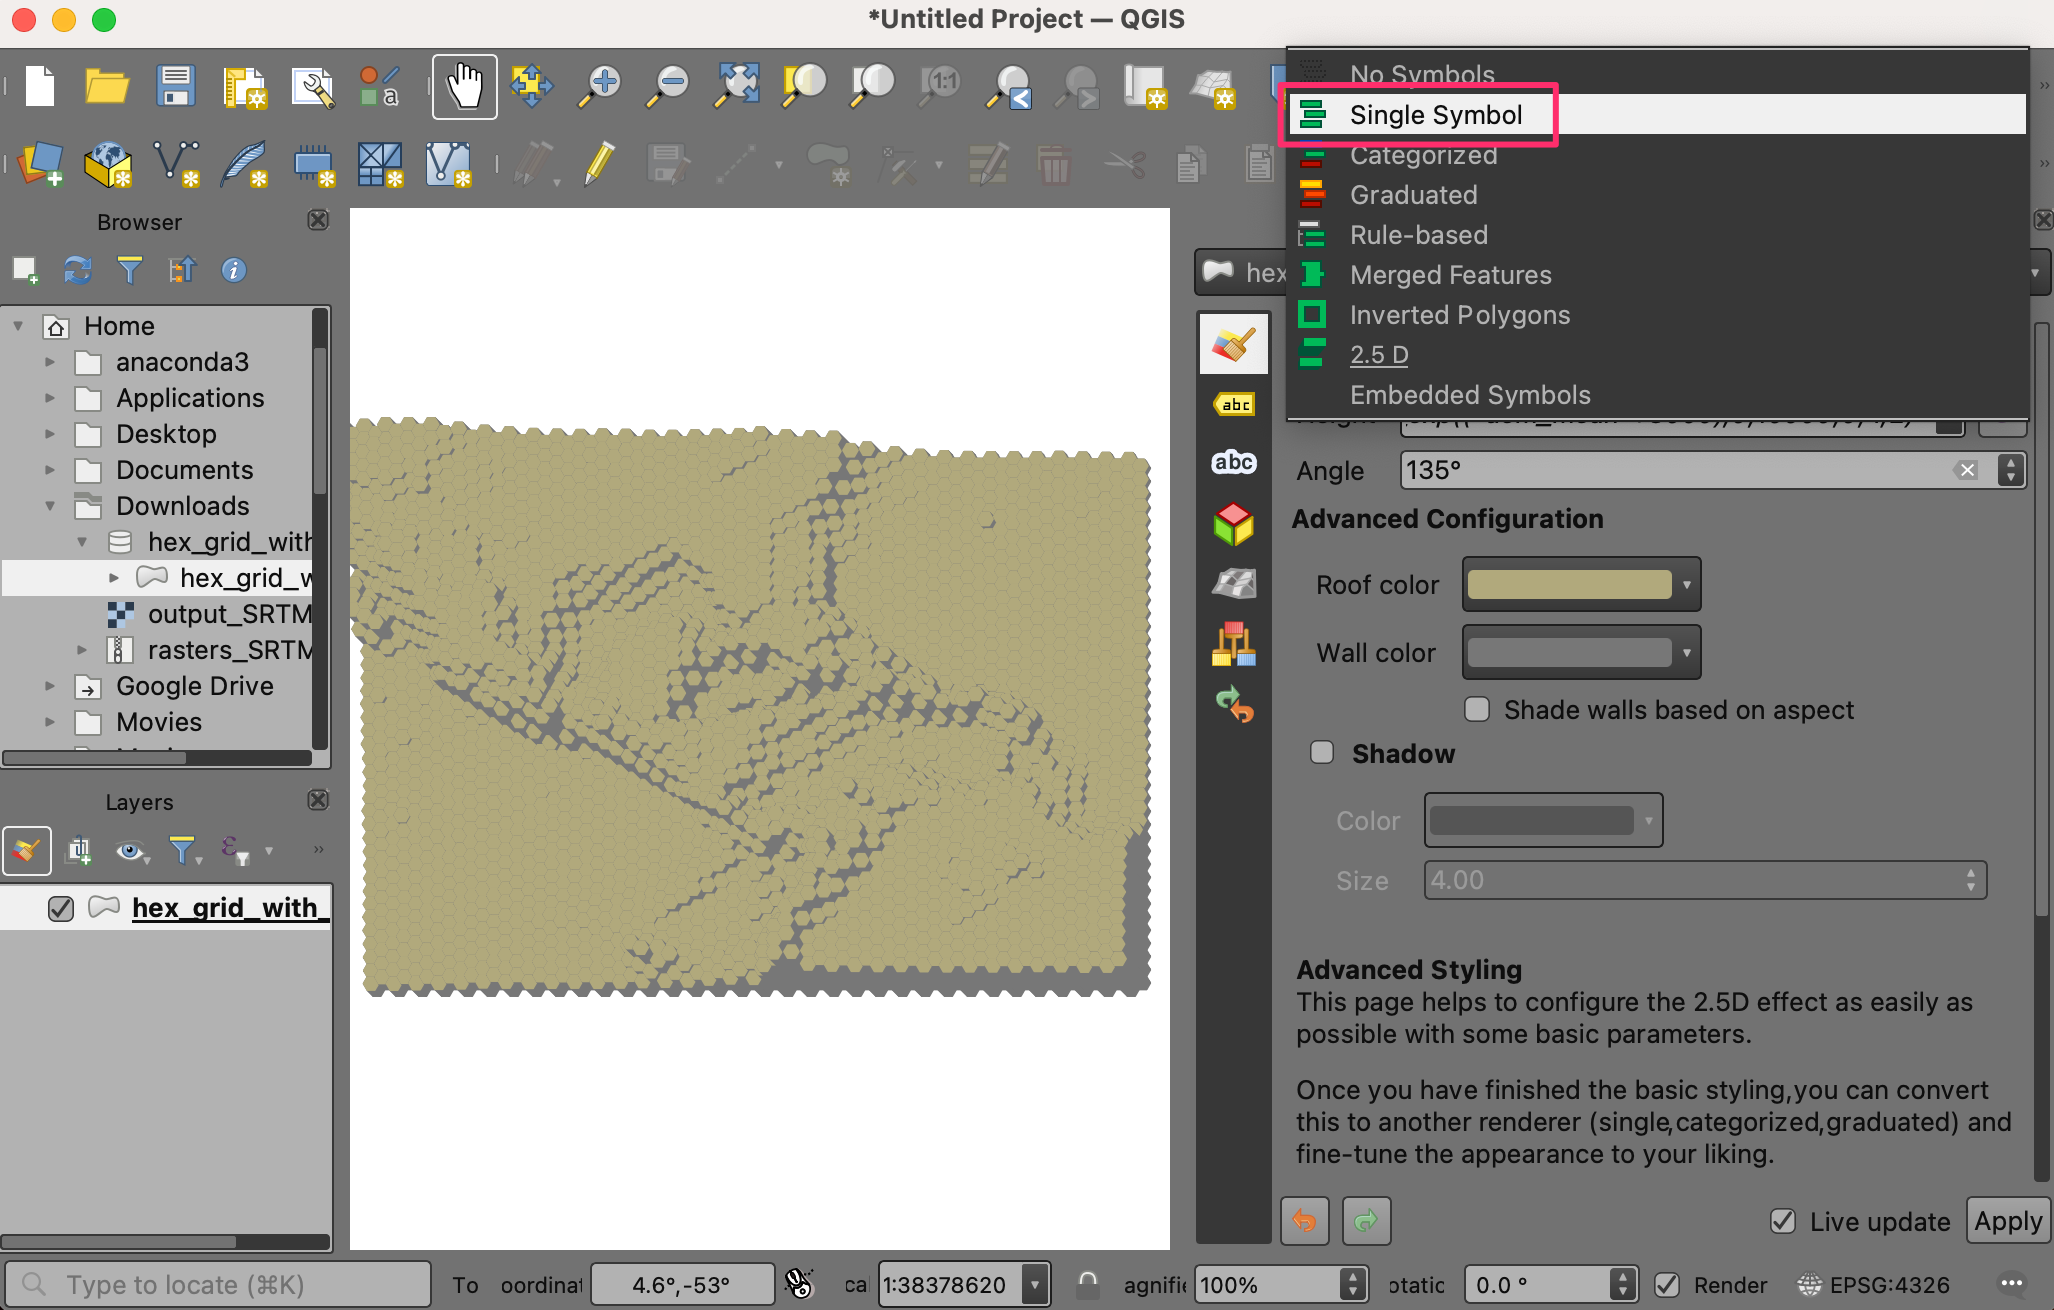 *Untitled Project — QGIS
No Symbols
Single Symbol
Categorized
Graduated
Rule-based
Merged Features
Inverted Polygons
2.5 D
Embedded Symbols
a
1:1
»
»
Browser
Home
anaconda3
Applications
Desktop
Documents
Downloads
hex_grid_with
hex_grid_w
output_SRTM
rasters_SRTM
Google Drive
Movies
Layers
»
hex_grid_with_
hex
abc
abc
Angle
135°
Advanced Configuration
Roof color
Wall color
Shade walls based on aspect
Shadow
Color
Size
4.00
Advanced Styling
This page helps to configure the 2.5D effect as easily as
possible with some basic parameters.
Once you have finished the basic styling,you can convert
this to another renderer (single,categorized,graduated) and
fine-tune the appearance to your liking.
Live update
Apply
Type to locate (⌘K)
To
oordinat
4.6°,-53°
ca
1:38378620
agnifie
100%
otatic
0.0 °
Render
EPSG:4326